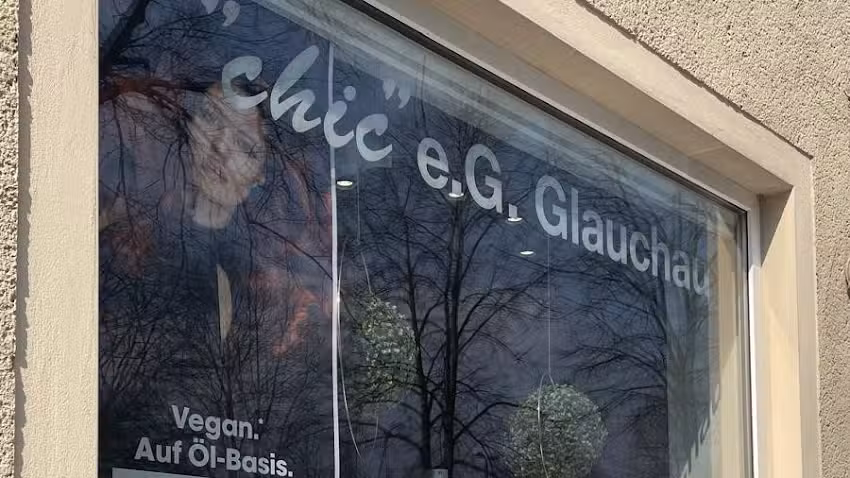 "chic" e.G. Glauchau
Vegan.*
Auf Öl-Basis.